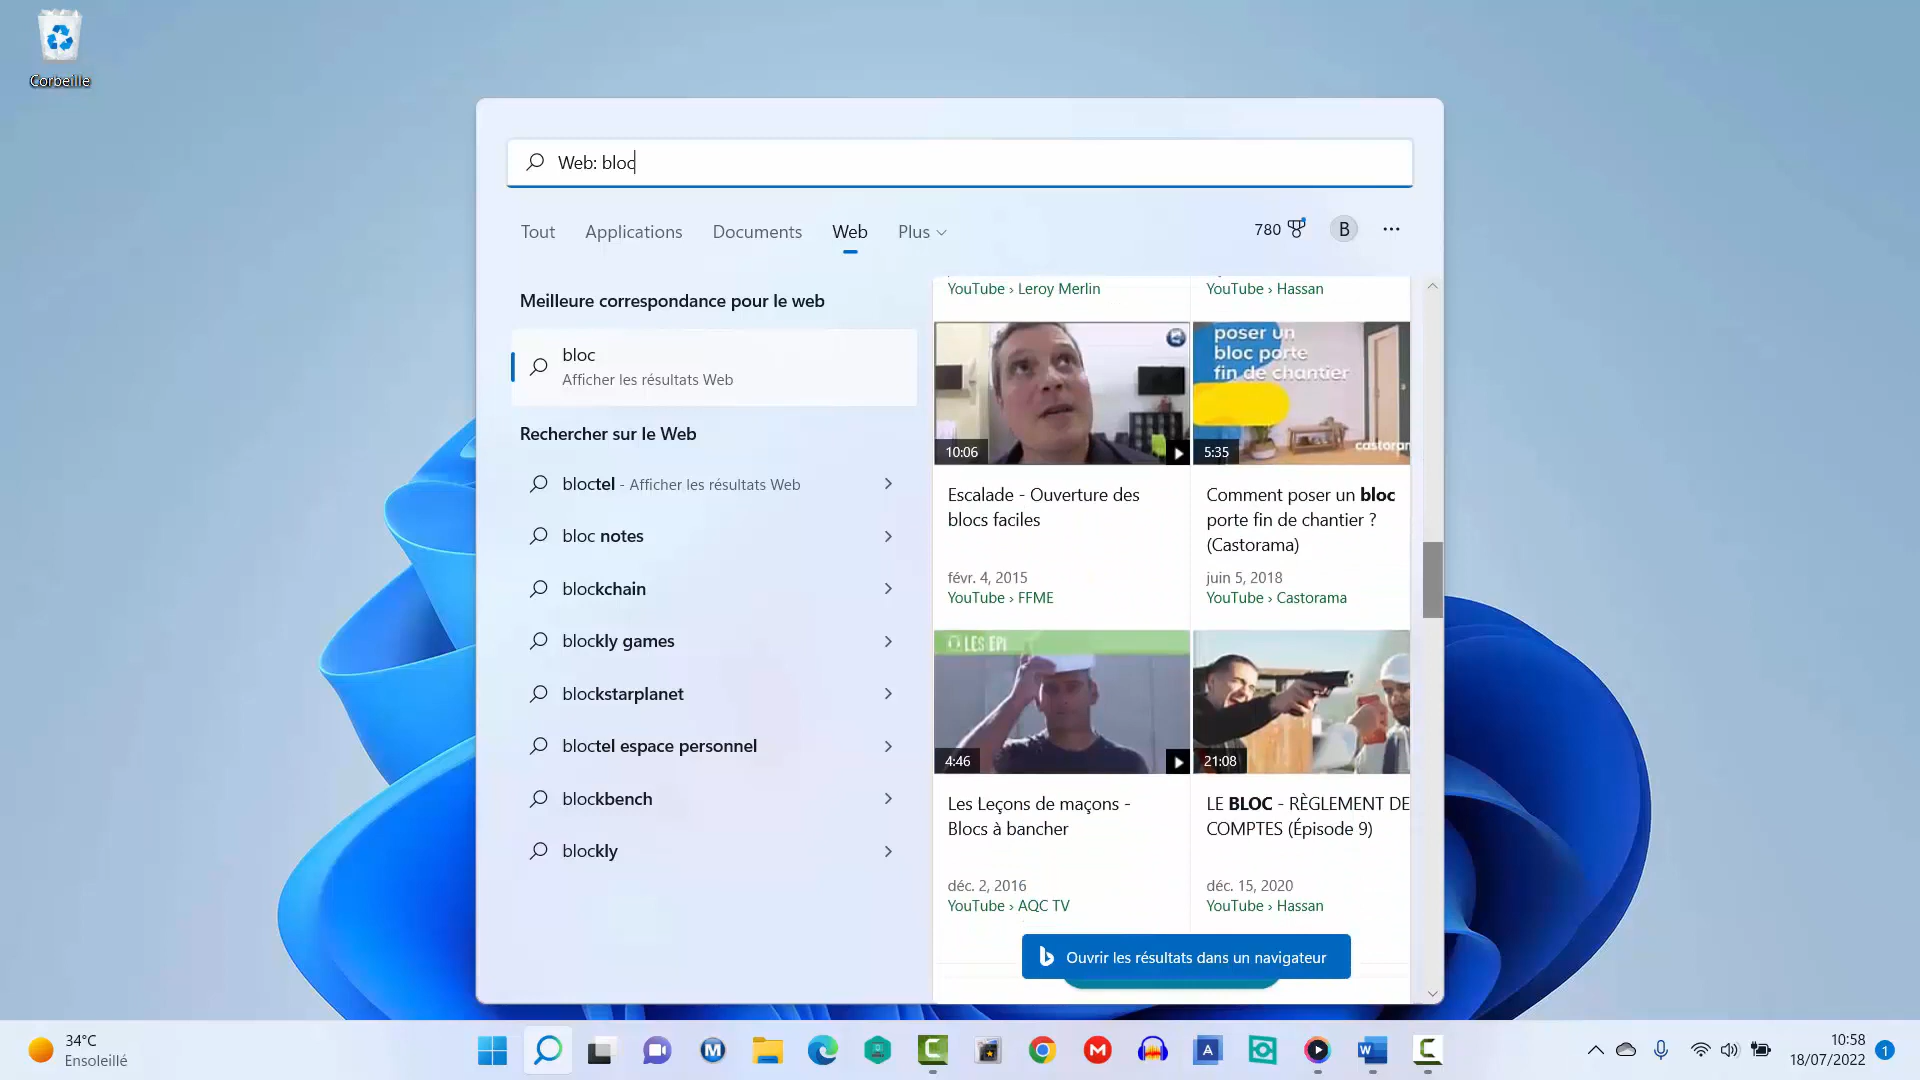 Corbeille
Web: bloc
Tout
Applications
Documents
Web
Plus
780
B
Meilleure correspondance pour le web
bloc
Afficher les résultats Web
Rechercher sur le Web
bloctel - Afficher les résultats Web
bloc notes
blockchain
blockly games
blockstarplanet
bloctel espace personnel
blockbench
blockly
YouTube › Leroy Merlin
YouTube › Hassan
10:06
Escalade - Ouverture des
blocs faciles
févr. 4, 2015
YouTube › FFME
poser un
bloc porte
fin de chantier
castoram
5:35
Comment poser un bloc
porte fin de chantier ?
(Castorama)
juin 5, 2018
YouTube › Castorama
LES EPI
4:46
Les Leçons de maçons -
Blocs à bancher
déc. 2, 2016
YouTube › AQC TV
21:08
LE BLOC - RÈGLEMENT DE
COMPTES (Épisode 9)
déc. 15, 2020
YouTube › Hassan
Ouvrir les résultats dans un navigateur
34°C
Ensoleillé
10:58
18/07/2022
1